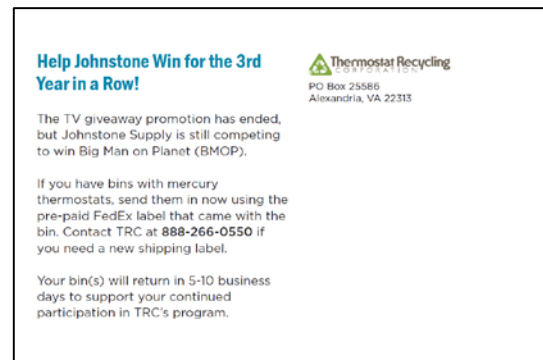 Help Johnstone Win for the 3rd
Year in a Row!
The TV giveaway promotion has ended,
but Johnstone Supply is still competing
to win Big Man on Planet (BMOP).
If you have bins with mercury
thermostats, send them in now using the
pre-paid FedEx label that came with the
bin. Contact TRC at 888-266-0550 if
you need a new shipping label.
Your bin(s) will return in 5-10 business
days to support your continued
participation in TRC's program.
Thermostat Recycling
CORPORATION
PO Box 25586
Alexandria, VA 22313